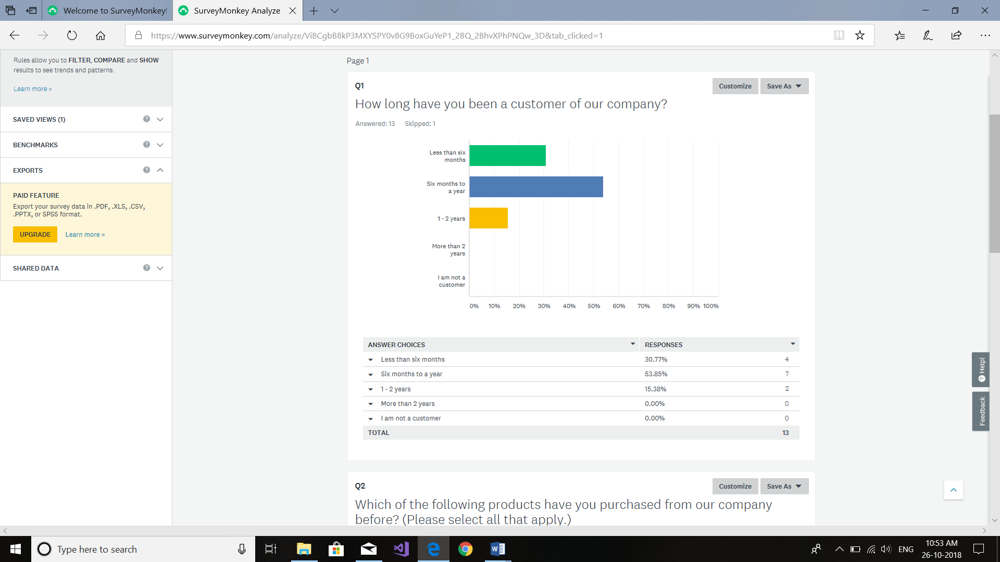 Welcome to SurveyMonkey!
SurveyMonkey Analyze
https://www.surveymonkey.com/analyze/ViBCgbB8kP3MXYSPY0v8G9BoxGuYeP1_2BQ_2BhvXPhPNQw_3D&tab_clicked=1
Rules allow you to FILTER, COMPARE and SHOW
results to see trends and patterns.
Learn more »
SAVED VIEWS (1)
BENCHMARKS
EXPORTS
PAID FEATURE
Export your survey data in .PDF, .XLS, .CSV,
.PPTX, or SPSS format.
UPGRADE Learn more »
SHARED DATA
Page 1
Q1
Customize Save As
How long have you been a customer of our company?
Answered: 13 Skipped: 1
Less than six
months
Six months to
a year
1 - 2 years
More than 2
years
I am not a
customer
0% 10% 20% 30% 40% 50% 60% 70% 80% 90% 100%
ANSWER CHOICES RESPONSES
Less than six months 30.77% 4
Six months to a year 53.85% 7
1 - 2 years 15.38% 2
More than 2 years 0.00% 0
I am not a customer 0.00% 0
TOTAL 13
Q2
Customize Save As
Which of the following products have you purchased from our company
before? (Please select all that apply.)
Help!
Feedback
Type here to search
ENG
10:53 AM
26-10-2018